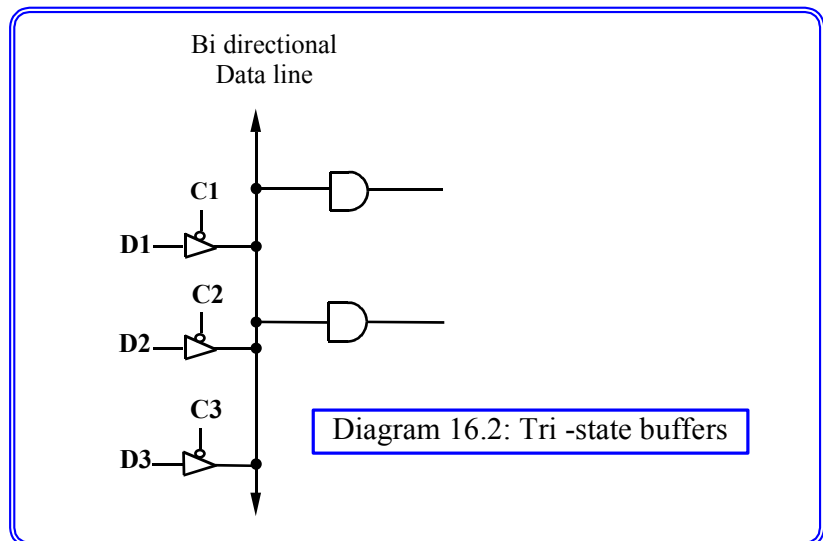 Bi directional
Data line
C1
D1
C2
D2
C3
D3
Diagram 16.2: Tri -state buffers